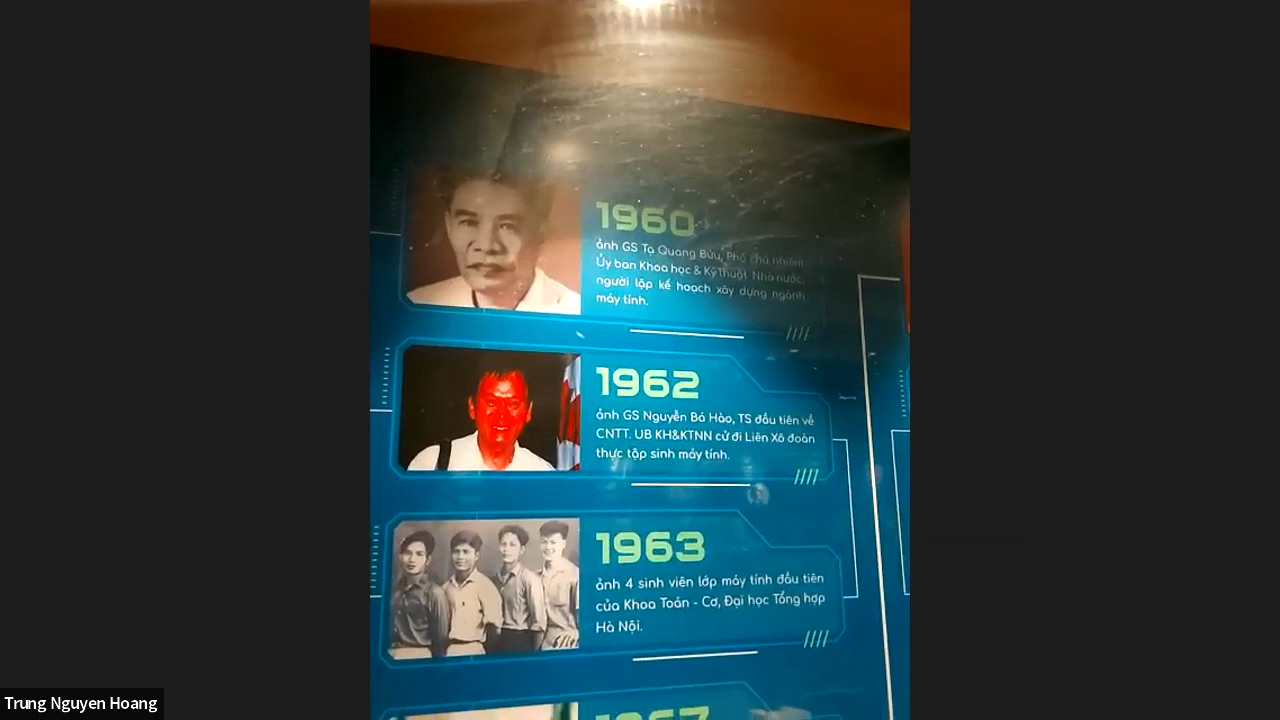 1960
ảnh GS Tạ Quang Bửu, Phó chủ nhiệm
Ủy ban Khoa học & Kỹ thuật Nhà nước,
người lập kế hoạch xây dựng ngành
máy tính.
1962
ảnh GS Nguyễn Bá Hào, TS đầu tiên về
CNTT. UB KH&KTNN cử đi Liên Xô đoàn
thực tập sinh máy tính.
1963
ảnh 4 sinh viên lớp máy tính đầu tiên
của Khoa Toán - Cơ, Đại học Tổng hợp
Hà Nội.
1967
Trung Nguyen Hoang